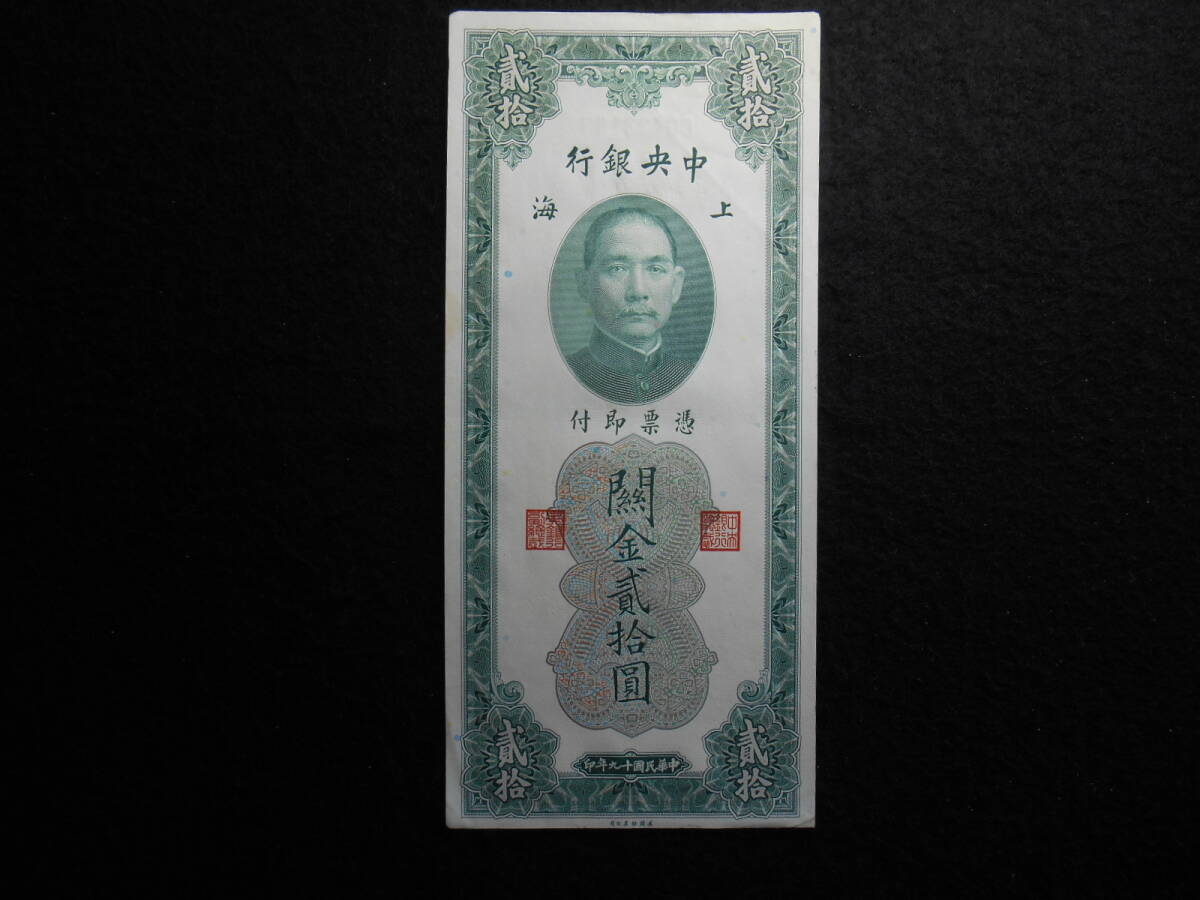 貳拾
貳拾
中央銀行
上海
憑票即付
關金貳拾圓
貳拾
貳拾
中華民國十九年印